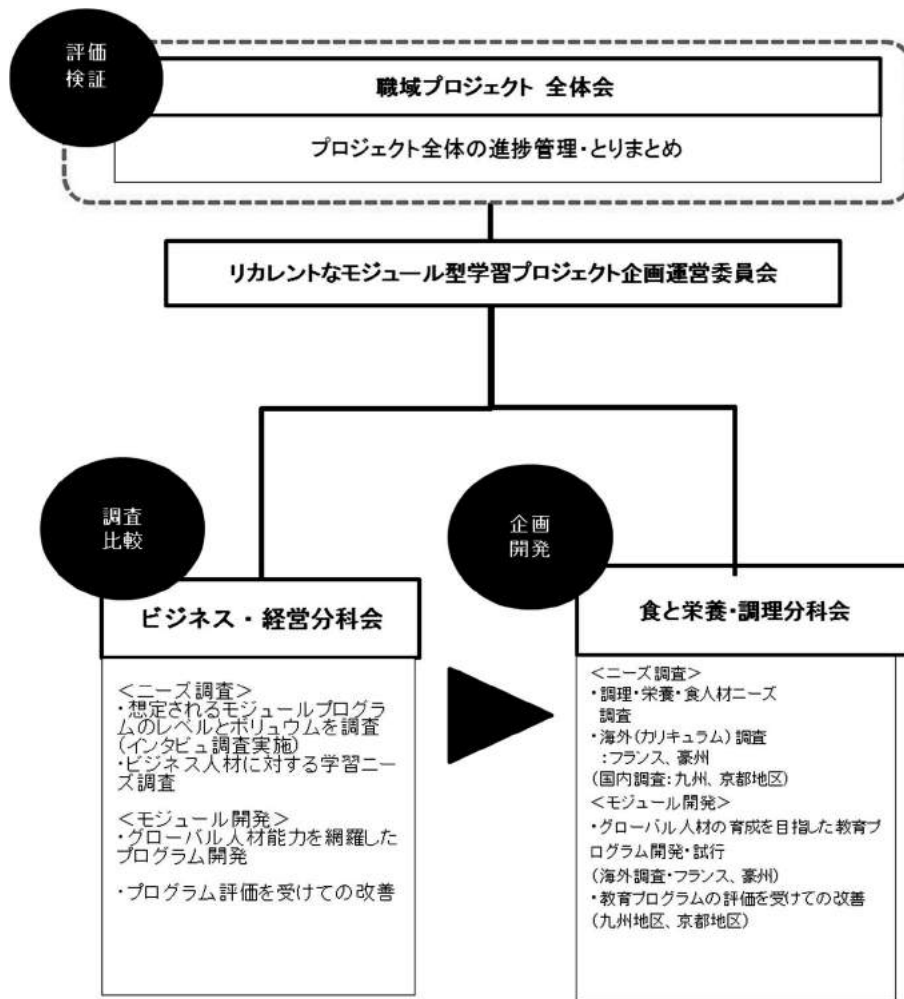 評価
検証
職域プロジェクト 全体会
プロジェクト全体の進捗管理・とりまとめ
リカレントなモジュール型学習プロジェクト企画運営委員会
調査
比較
ビジネス・経営分科会
＜ニーズ調査＞
・想定されるモジュールプログラ
ムのレベルとボリュウムを調査
(インタビュ調査実施)
・ビジネス人材に対する学習ニー
ズ調査
＜モジュール開発＞
・グローバル人材能力を網羅した
プログラム開発
・プログラム評価を受けての改善
企画
開発
食と栄養・調理分科会
＜ニーズ調査＞
・調理・栄養・食人材ニーズ
調査
・海外(カリキュラム)調査
：フランス、豪州
(国内調査：九州、京都地区)
＜モジュール開発＞
・グローバル人材の育成を目指した教育プ
ログラム開発・試行
(海外調査・フランス、豪州)
・教育プログラムの評価を受けての改善
(九州地区、京都地区)